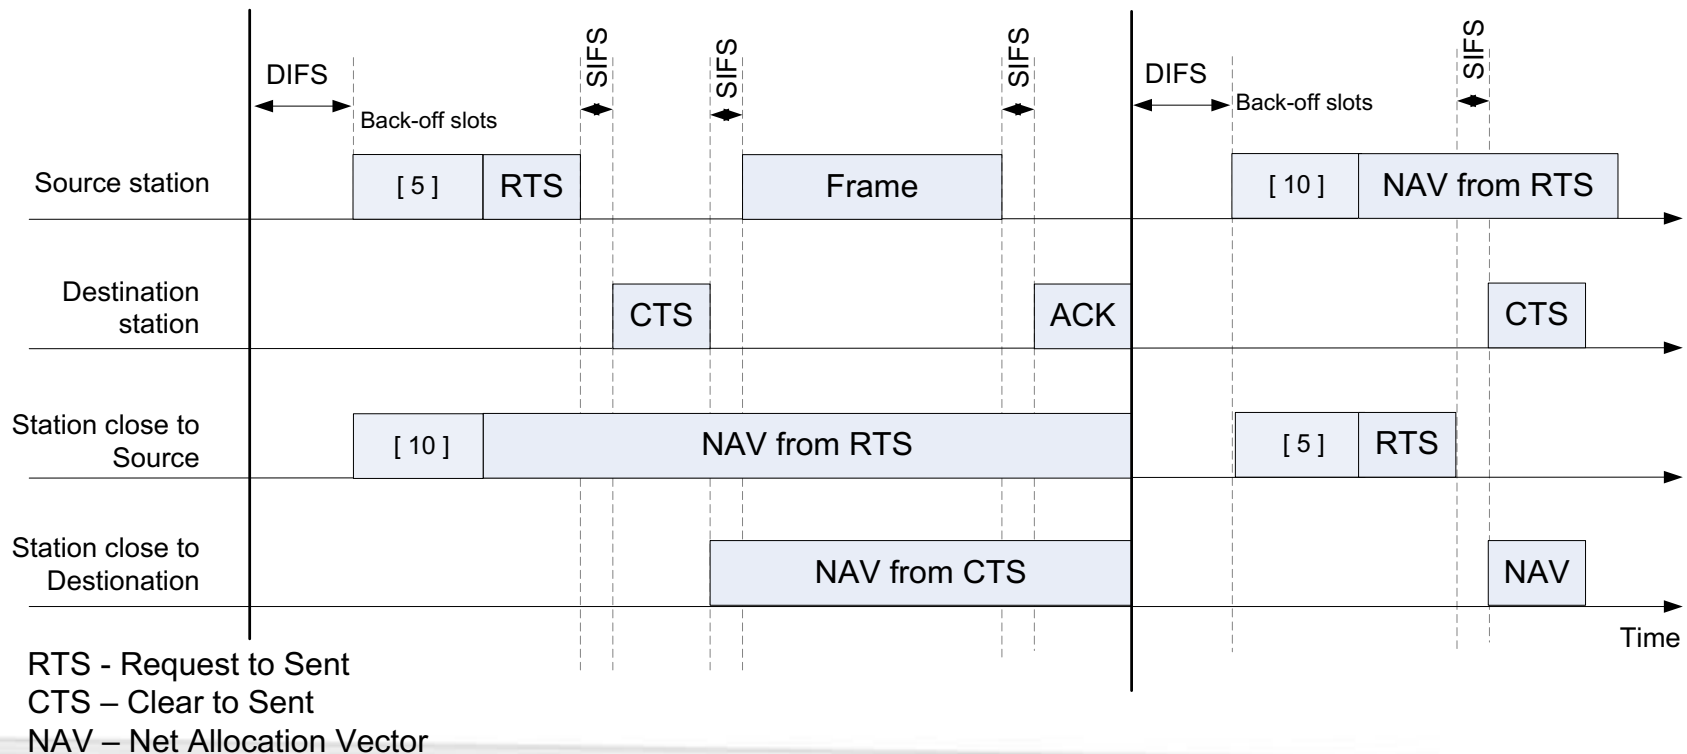 SIFS
SIFS
SIFS
SIFS
DIFS
DIFS
Back-off slots
Back-off slots
Source station
[ 5 ]
RTS
Frame
[ 10 ]
NAV from RTS
Destination
station
CTS
ACK
CTS
Station close to
Source
[ 10 ]
NAV from RTS
[ 5 ]
RTS
Station close to
Destionation
NAV from CTS
NAV
Time
RTS - Request to Sent
CTS – Clear to Sent
NAV – Net Allocation Vector